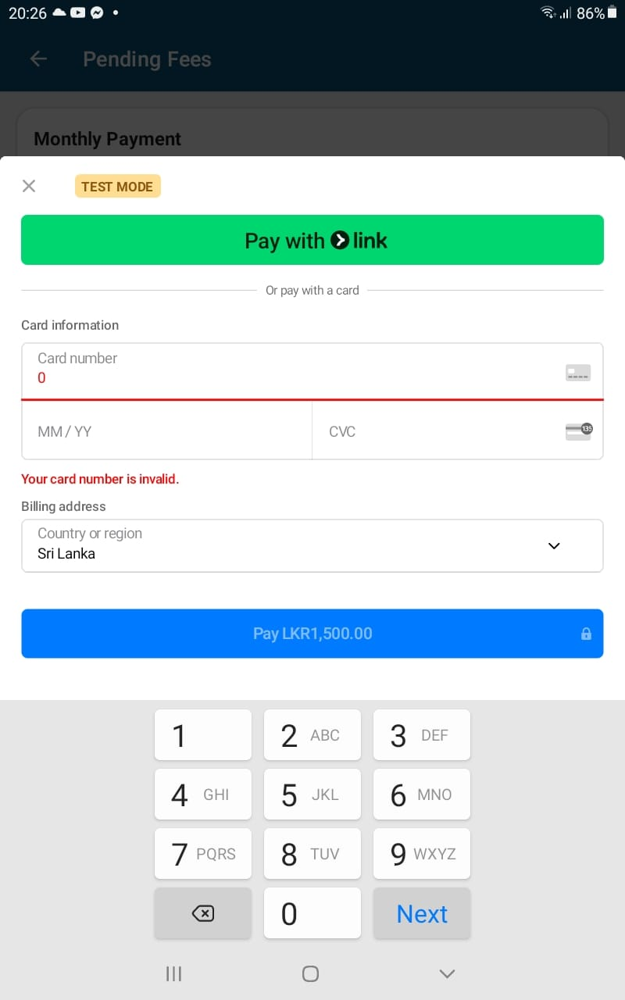 20:26 86%
Pending Fees
Monthly Payment
TEST MODE
Pay with link
Or pay with a card
Card information
Card number
0
MM / YY CVC 135
Your card number is invalid.
Billing address
Country or region
Sri Lanka
Pay LKR1,500.00
1 2 ABC 3 DEF
4 GHI 5 JKL 6 MNO
7 PQRS 8 TUV 9 WXYZ
0 Next